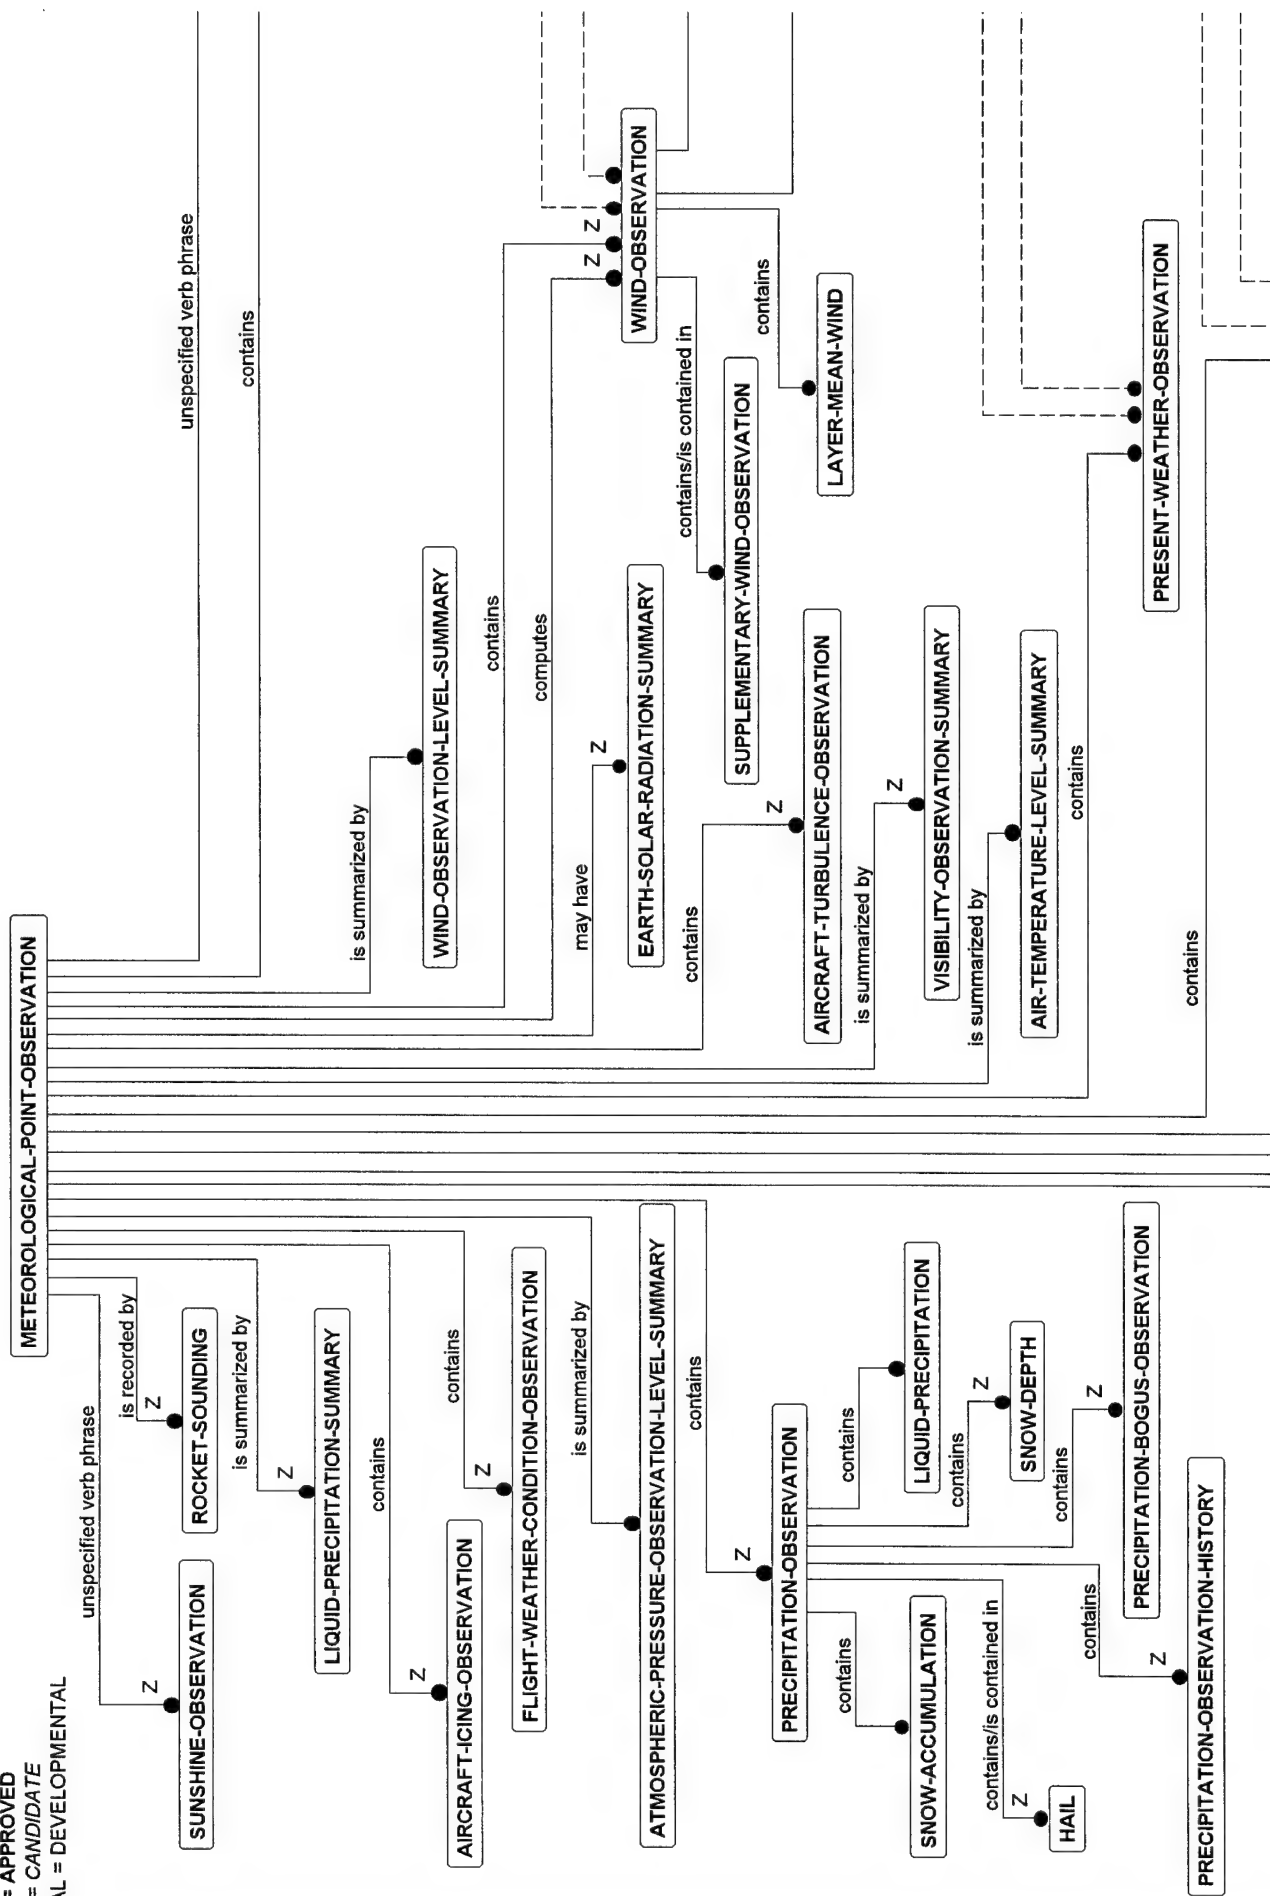 = APPROVED
= CANDIDATE
AL = DEVELOPMENTAL
METEOROLOGICAL-POINT-OBSERVATION
unspecified verb phrase
Z
SUNSHINE-OBSERVATION
is recorded by
Z
ROCKET-SOUNDING
is summarized by
Z
LIQUID-PRECIPITATION-SUMMARY
contains
Z
AIRCRAFT-ICING-OBSERVATION
contains
Z
FLIGHT-WEATHER-CONDITION-OBSERVATION
is summarized by
ATMOSPHERIC-PRESSURE-OBSERVATION-LEVEL-SUMMARY
contains
Z
PRECIPITATION-OBSERVATION
contains
SNOW-ACCUMULATION
contains
LIQUID-PRECIPITATION
contains
Z
SNOW-DEPTH
contains/is contained in
Z
HAIL
contains
Z
PRECIPITATION-BOGUS-OBSERVATION
contains
Z
PRECIPITATION-OBSERVATION-HISTORY
unspecified verb phrase
contains
is summarized by
WIND-OBSERVATION-LEVEL-SUMMARY
contains
Z
computes
Z
WIND-OBSERVATION
may have
Z
EARTH-SOLAR-RADIATION-SUMMARY
contains/is contained in
SUPPLEMENTARY-WIND-OBSERVATION
contains
LAYER-MEAN-WIND
contains
Z
AIRCRAFT-TURBULENCE-OBSERVATION
is summarized by
Z
VISIBILITY-OBSERVATION-SUMMARY
is summarized by
AIR-TEMPERATURE-LEVEL-SUMMARY
contains
PRESENT-WEATHER-OBSERVATION
contains